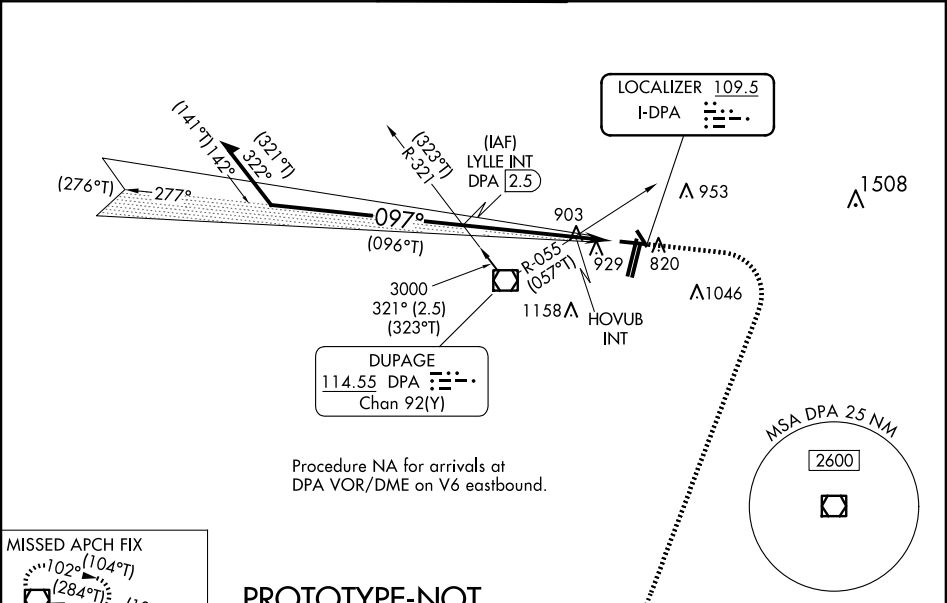 LOCALIZER 109.5
I-DPA
(IAF)
LYLLE INT
DPA 2.5
(141°T) 142°
(321°T)
322°
(323°T)
R-321
(276°T)
277°
097°
(096°T)
903
953
1508
R-055
(057°T)
929
820
1046
1158
HOVUB
INT
3000
321° (2.5)
(323°T)
DUPAGE
114.55 DPA
Chan 92(Y)
MSA DPA 25 NM
2600
Procedure NA for arrivals at
DPA VOR/DME on V6 eastbound.
MISSED APCH FIX
102° (104°T)
(284°T)
PROTOTYPE-NOT